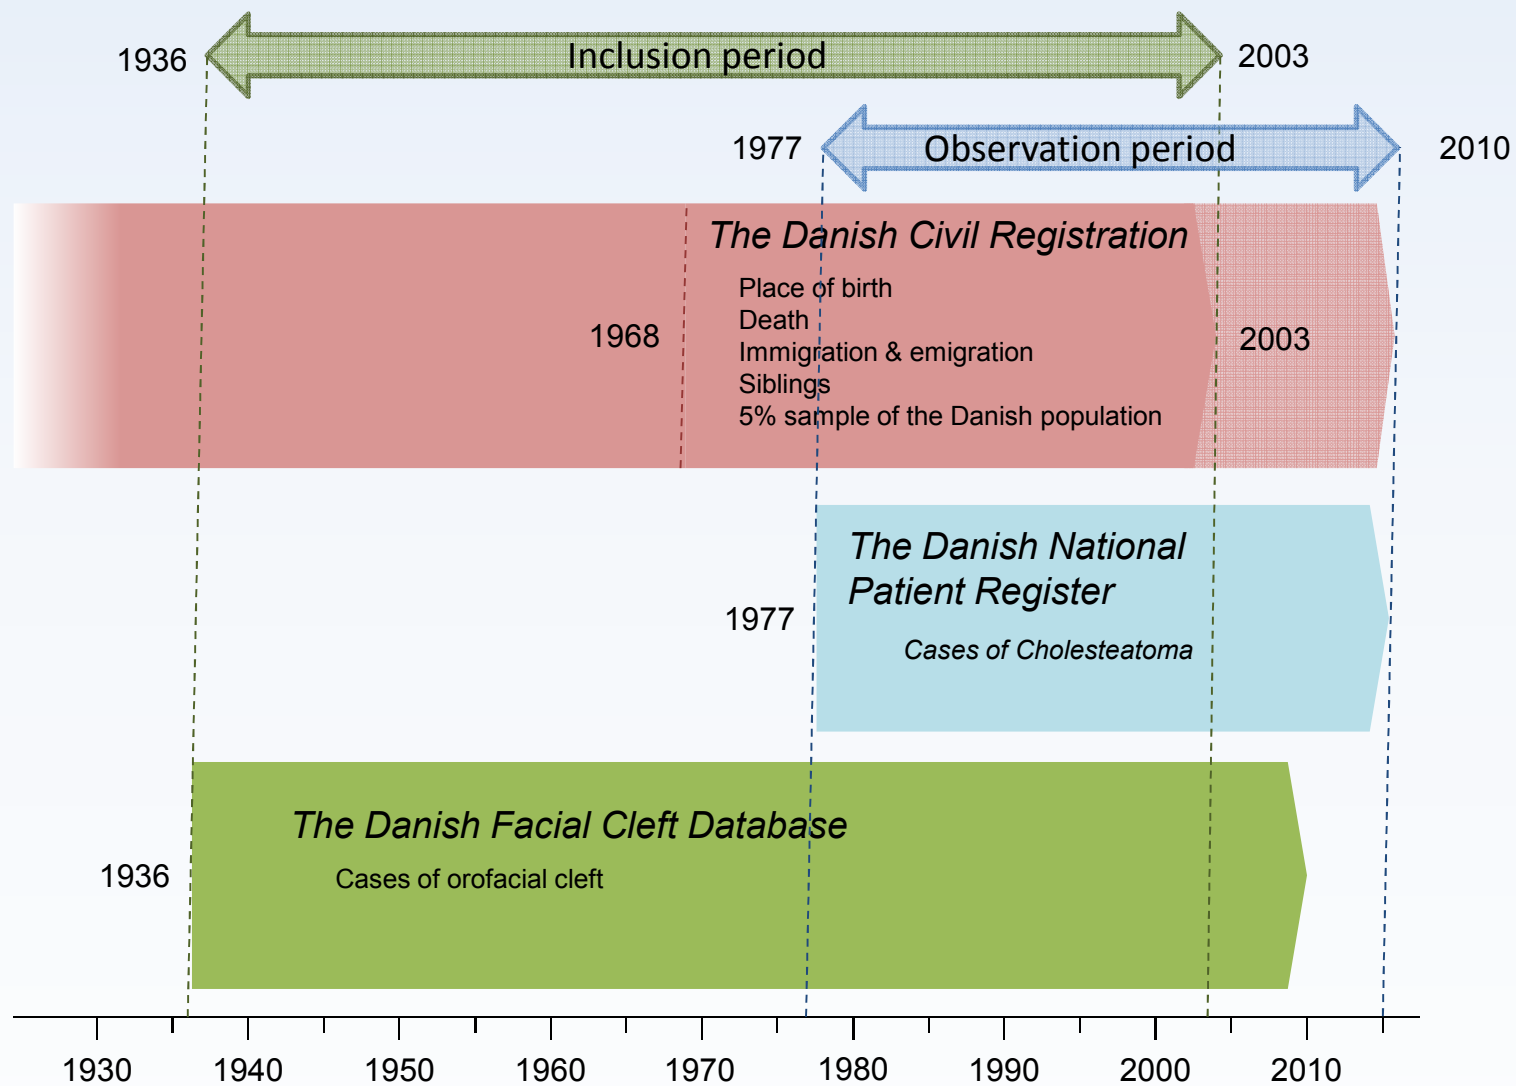 1936
Inclusion period
2003
1977
Observation period
2010
The Danish Civil Registration
Place of birth
Death
Immigration & emigration
Siblings
5% sample of the Danish population
1968
2003
The Danish National
Patient Register
Cases of Cholesteatoma
1977
The Danish Facial Cleft Database
Cases of orofacial cleft
1936
1930 1940 1950 1960 1970 1980 1990 2000 2010